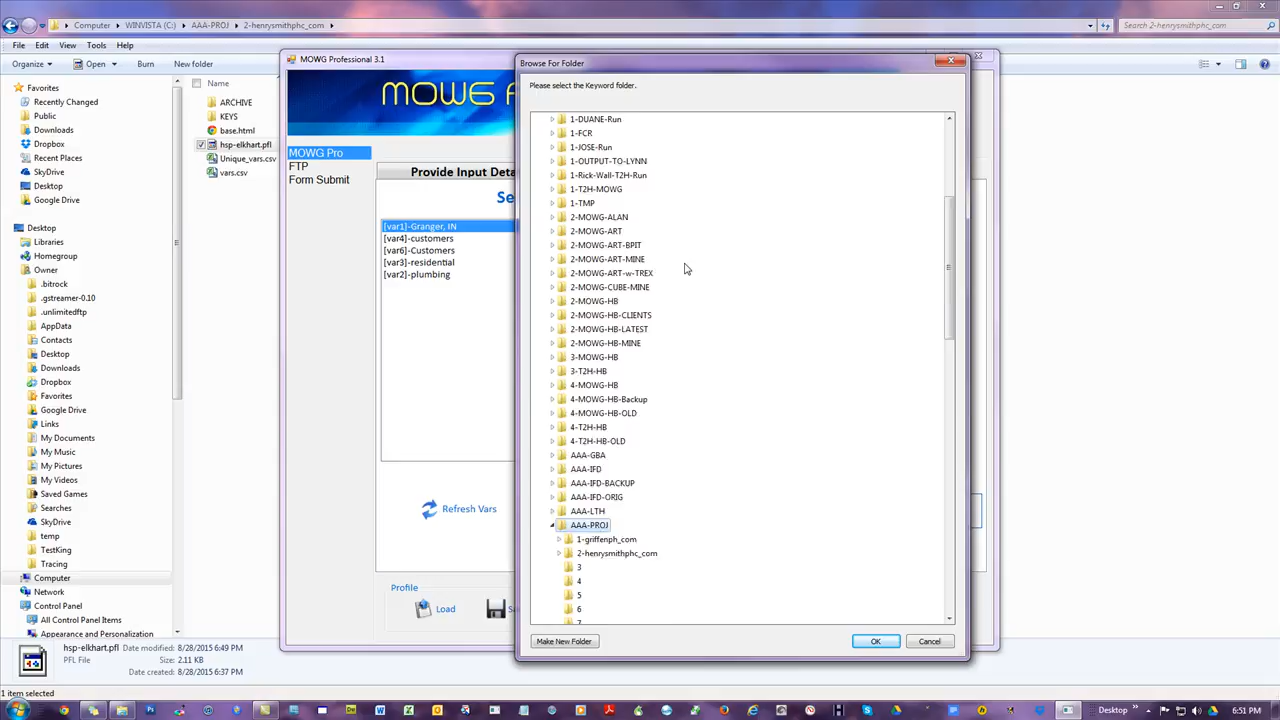 Computer ▸ WINVISTA (C:) ▸ AAA-PROJ ▸ 2-henrysmithphc_com ▸
Search 2-henrysmithphc_com
File Edit View Tools Help
Organize Open Burn New folder
Favorites
Recently Changed
Public
Downloads
Dropbox
Recent Places
SkyDrive
Desktop
Google Drive
Desktop
Libraries
Homegroup
Owner
.bitrock
.gstreamer-0.10
.unlimitedftp
AppData
Contacts
Desktop
Downloads
Dropbox
Favorites
Google Drive
Links
My Documents
My Music
My Pictures
My Videos
Saved Games
Searches
SkyDrive
temp
TestKing
Tracing
Computer
Network
Control Panel
All Control Panel Items
Appearance and Personalization
Name
ARCHIVE
KEYS
base.html
hsp-elkhart.pfl
Unique_vars.csv
vars.csv
MOWG Professional 3.1
MOWG
MOWG Pro
FTP
Form Submit
Provide Input Deta
Se
[var1]-Granger, IN
[var4]-customers
[var6]-Customers
[var3]-residential
[var2]-plumbing
Refresh Vars
Profile
Load
Browse For Folder
Please select the Keyword folder.
1-DUANE-Run
1-FCR
1-JOSE-Run
1-OUTPUT-TO-LYNN
1-Rick-Wall-T2H-Run
1-T2H-MOWG
1-TMP
2-MOWG-ALAN
2-MOWG-ART
2-MOWG-ART-BPIT
2-MOWG-ART-MINE
2-MOWG-ART-w-TREX
2-MOWG-CUBE-MINE
2-MOWG-HB
2-MOWG-HB-CLIENTS
2-MOWG-HB-LATEST
2-MOWG-HB-MINE
3-MOWG-HB
3-T2H-HB
4-MOWG-HB
4-MOWG-HB-Backup
4-MOWG-HB-OLD
4-T2H-HB
4-T2H-HB-OLD
AAA-GBA
AAA-IFD
AAA-IFD-BACKUP
AAA-IFD-ORIG
AAA-LTH
AAA-PROJ
1-griffenph_com
2-henrysmithphc_com
3
4
5
6
7
Make New Folder OK Cancel
hsp-elkhart.pfl Date modified: 8/28/2015 6:49 PM
PFL File Size: 2.11 KB
Date created: 8/28/2015 6:37 PM
1 item selected
Desktop 6:51 PM